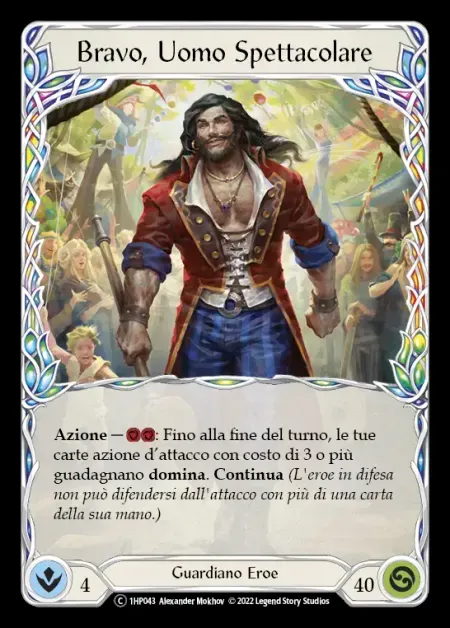 Bravo, Uomo Spettacolare
Azione — : Fino alla fine del turno, le tue
carte azione d'attacco con costo di 3 o più
guadagnano domina. Continua (L'eroe in difesa
non può difendersi dall'attacco con più di una carta
della sua mano.)
4
Guardiano Eroe
40
C 1HP043 Alexander Mokhov © 2022 Legend Story Studios